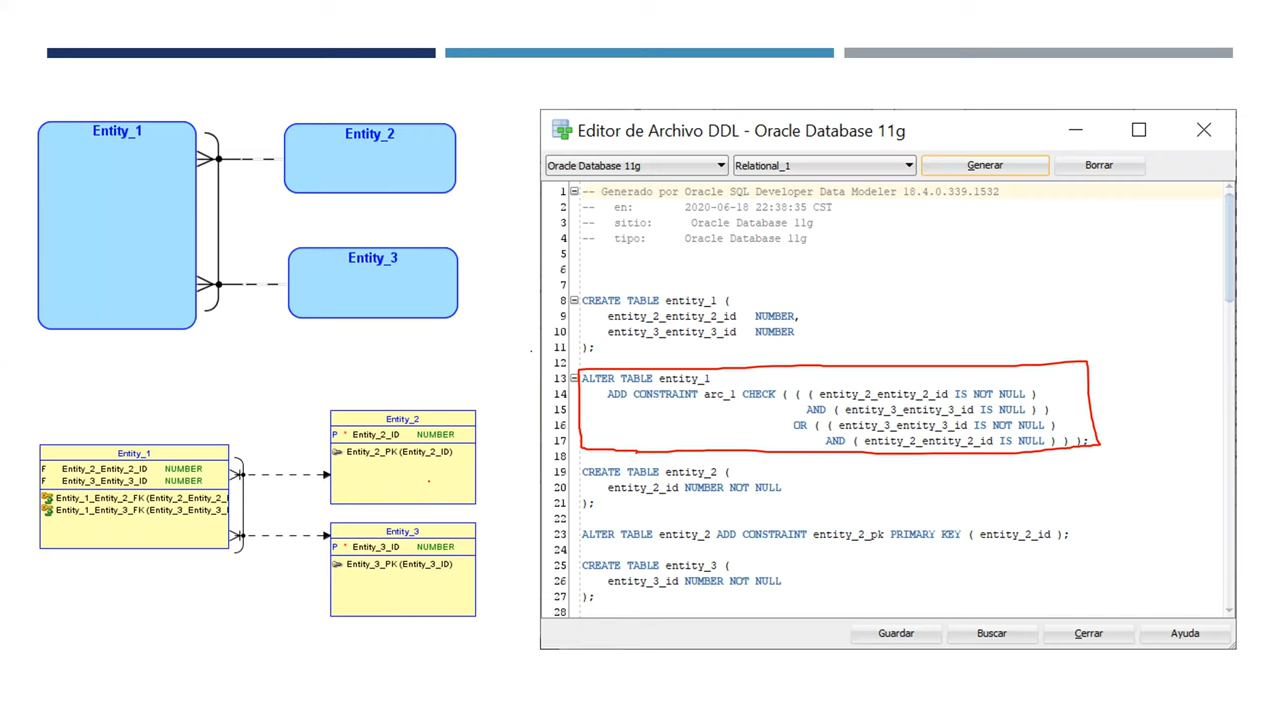 Entity_1
Entity_2
Entity_3
Entity_1
F Entity_2_Entity_2_ID NUMBER
F Entity_3_Entity_3_ID NUMBER
Entity_1_Entity_2_FK (Entity_2_Entity_2_I
Entity_1_Entity_3_FK (Entity_3_Entity_3_I
Entity_2
P * Entity_2_ID NUMBER
Entity_2_PK (Entity_2_ID)
Entity_3
P * Entity_3_ID NUMBER
Entity_3_PK (Entity_3_ID)
Editor de Archivo DDL - Oracle Database 11g
Oracle Database 11g Relational_1 Generar Borrar
1 -- Generado por Oracle SQL Developer Data Modeler 18.4.0.339.1532
2 -- en: 2020-06-18 22:38:35 CST
3 -- sitio: Oracle Database 11g
4 -- tipo: Oracle Database 11g
5
6
7
8 CREATE TABLE entity_1 (
9 entity_2_entity_2_id NUMBER,
10 entity_3_entity_3_id NUMBER
11 );
12
13 ALTER TABLE entity_1
14 ADD CONSTRAINT arc_1 CHECK ( ( ( entity_2_entity_2_id IS NOT NULL )
15 AND ( entity_3_entity_3_id IS NULL ) )
16 OR ( ( entity_3_entity_3_id IS NOT NULL )
17 AND ( entity_2_entity_2_id IS NULL ) ) );
18
19 CREATE TABLE entity_2 (
20 entity_2_id NUMBER NOT NULL
21 );
22
23 ALTER TABLE entity_2 ADD CONSTRAINT entity_2_pk PRIMARY KEY ( entity_2_id );
24
25 CREATE TABLE entity_3 (
26 entity_3_id NUMBER NOT NULL
27 );
28
Guardar Buscar Cerrar Ayuda